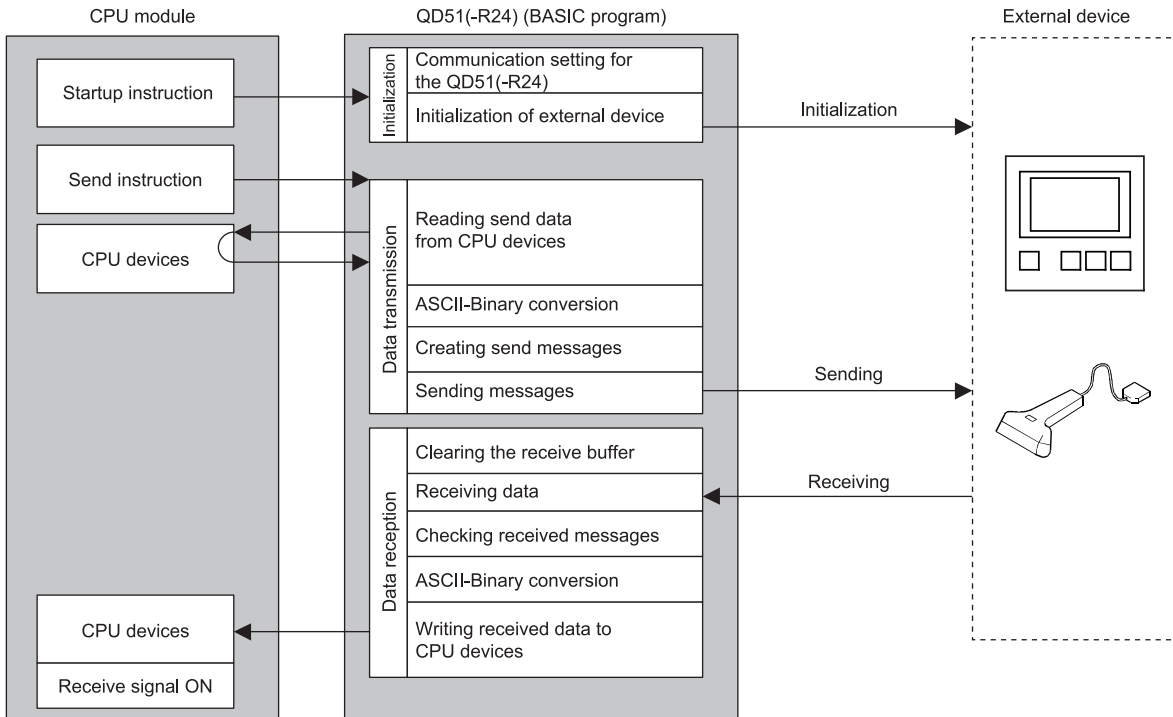 CPU module
QD51(-R24) (BASIC program)
External device
Startup instruction
Initialization
Communication setting for
the QD51(-R24)
Initialization of external device
Initialization
Send instruction
CPU devices
Data transmission
Reading send data
from CPU devices
ASCII-Binary conversion
Creating send messages
Sending messages
Sending
Data reception
Clearing the receive buffer
Receiving data
Receiving
Checking received messages
ASCII-Binary conversion
Writing received data to
CPU devices
CPU devices
Receive signal ON